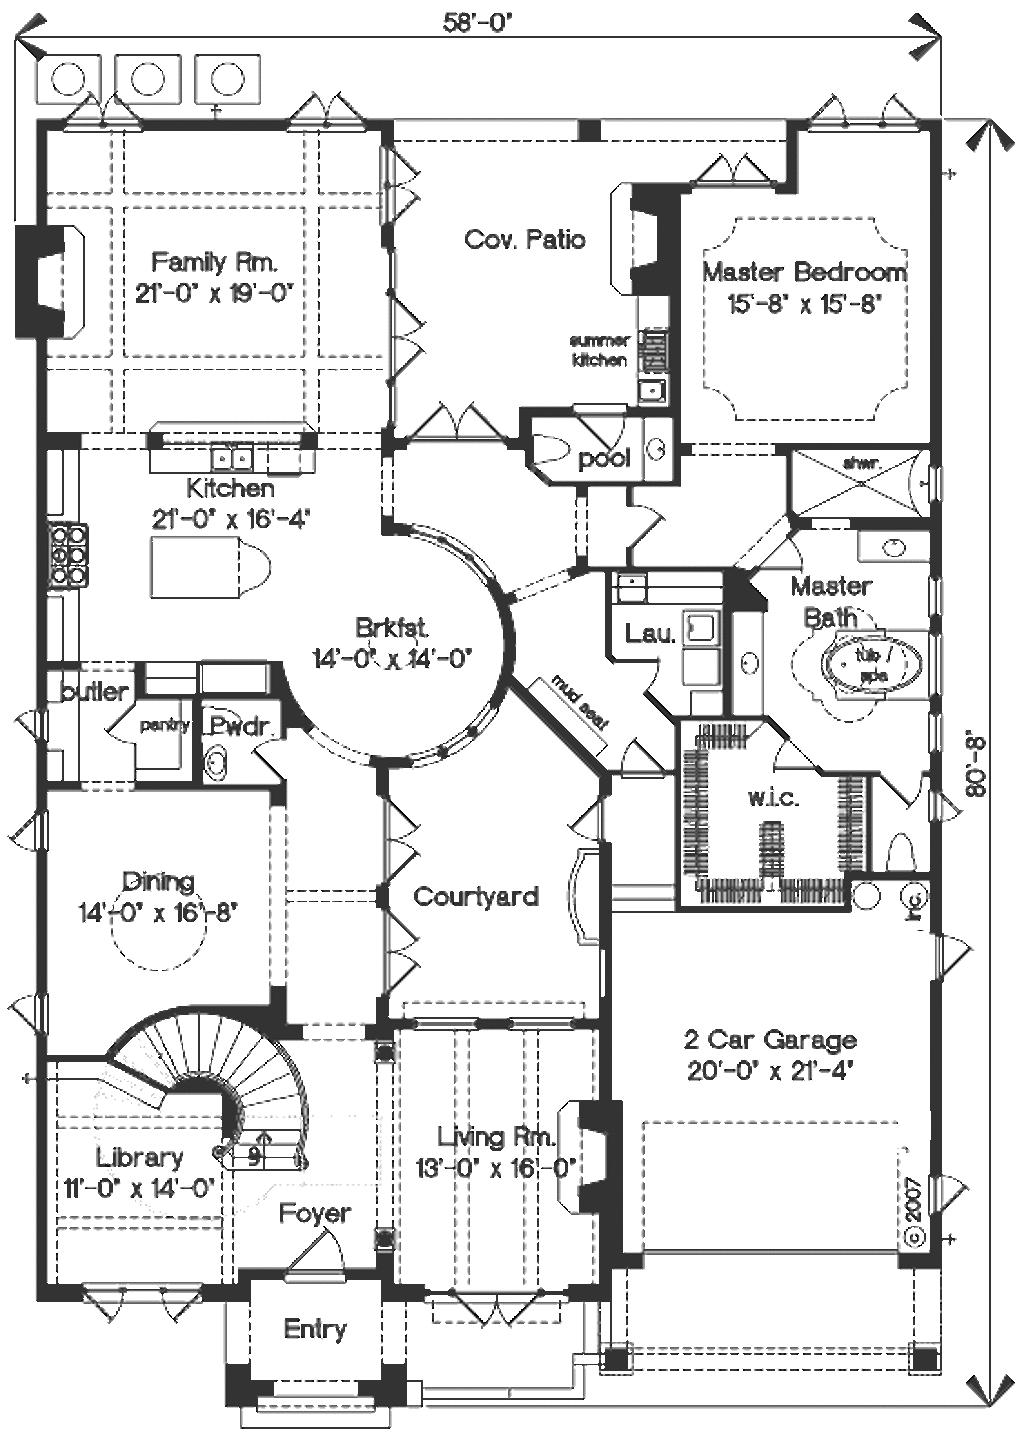 58'-0"
Family Rm.
21'-0" x 19'-0"
Cov. Patio
Master Bedroom
15'-8" x 15'-8"
summer
kitchen
pool
shwr.
Kitchen
21'-0" x 16'-4"
Master
Bath
tub /
spa
Brkfst.
14'-0" x 14'-0"
Lau.
mud seat
butler
pantry
Pwdr.
w.i.c.
80'-8"
Dining
14'-0" x 16'-8"
Courtyard
inc.
2 Car Garage
20'-0" x 21'-4"
Living Rm.
13'-0" x 16'-0"
Library
11'-0" x 14'-0"
9
Foyer
© 2007
Entry